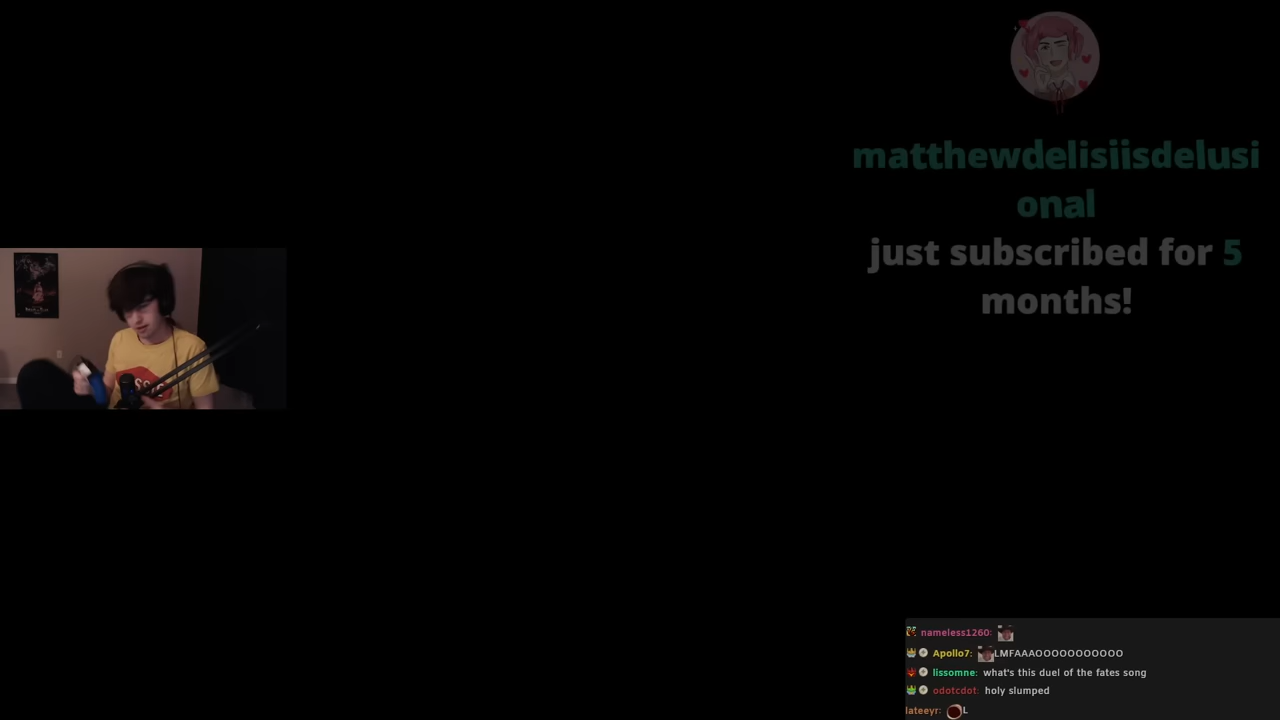 matthewdelisiisdelusi
onal
just subscribed for 5
months!
nameless1260:
Apollo7: LMFAAAOOOOOOOOOOO
lissomne: what's this duel of the fates song
odotcdot: holy slumped
lateeyr: L